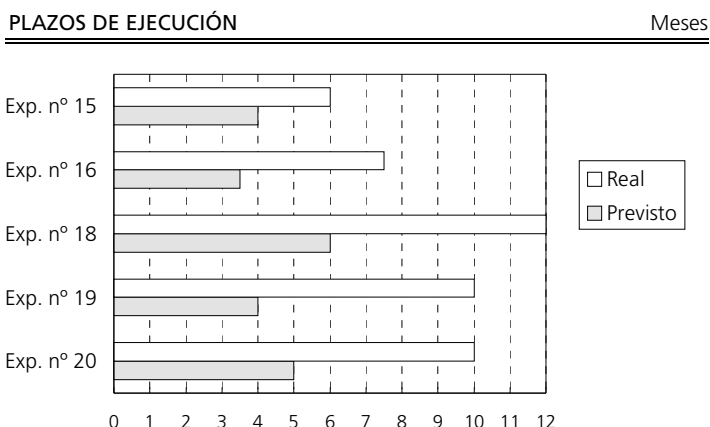 PLAZOS DE EJECUCIÓN Meses
Exp. nº 15
Exp. nº 16
Exp. nº 18
Exp. nº 19
Exp. nº 20
Real
Previsto
0 1 2 3 4 5 6 7 8 9 10 11 12